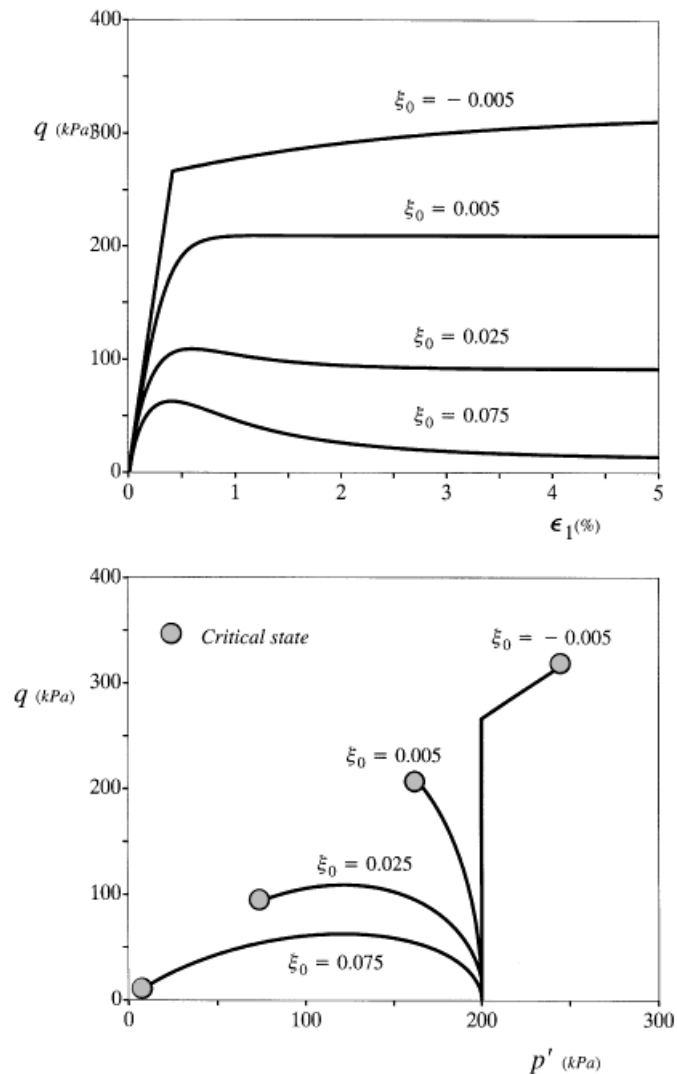 400
ξ₀ = − 0.005
q (kPa)
300
ξ₀ = 0.005
200
ξ₀ = 0.025
100
ξ₀ = 0.075
0
0 1 2 3 4 5
ϵ₁(%)
400
Critical state
ξ₀ = − 0.005
q (kPa)
300
ξ₀ = 0.005
200
ξ₀ = 0.025
100
ξ₀ = 0.075
0
0 100 200 300
p′ (kPa)